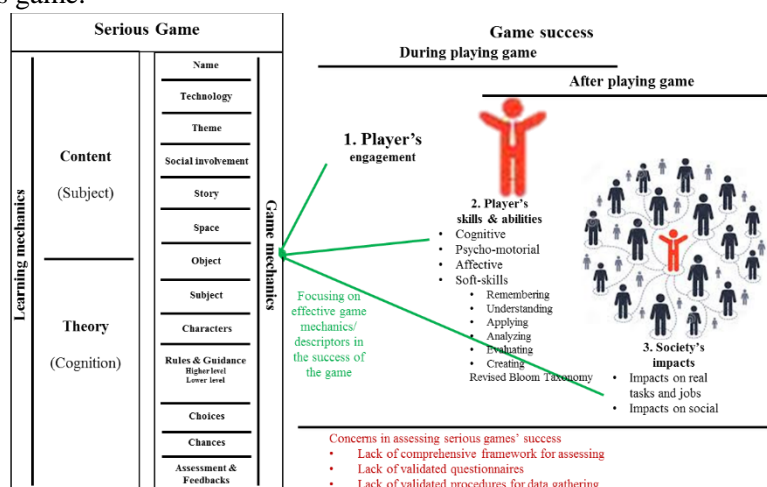 s game.
Serious Game
Learning mechanics
Content
(Subject)
Theory
(Cognition)
Name
Technology
Theme
Social involvement
Story
Space
Object
Subject
Characters
Rules & Guidance
Higher level
Lower level
Choices
Chances
Assessment &
Feedbacks
Game mechanics
Game success
During playing game
After playing game
1. Player's
engagement
Focusing on
effective game
mechanics/
descriptors in
the success of
the game
2. Player's
skills & abilities
• Cognitive
• Psycho-motorial
• Affective
• Soft-skills
• Remembering
• Understanding
• Applying
• Analyzing
• Evaluating
• Creating
Revised Bloom Taxonomy
3. Society's
impacts
• Impacts on real
tasks and jobs
• Impacts on social
Concerns in assessing serious games' success
• Lack of comprehensive framework for assessing
• Lack of validated questionnaires
• Lack of validated procedures for data gathering